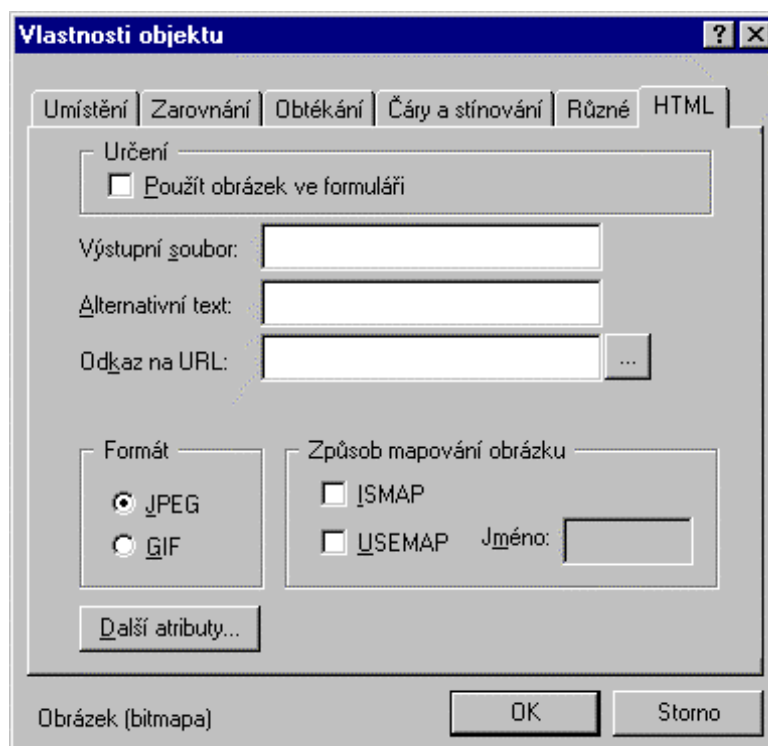 Vlastnosti objektu
Umístění Zarovnání Obtékání Čáry a stínování Různé HTML
Určení
Použít obrázek ve formuláři
Výstupní soubor:
Alternativní text:
Odkaz na URL: ...
Formát
JPEG
GIF
Způsob mapování obrázku
ISMAP
USEMAP Jméno:
Další atributy...
Obrázek (bitmapa) OK Storno